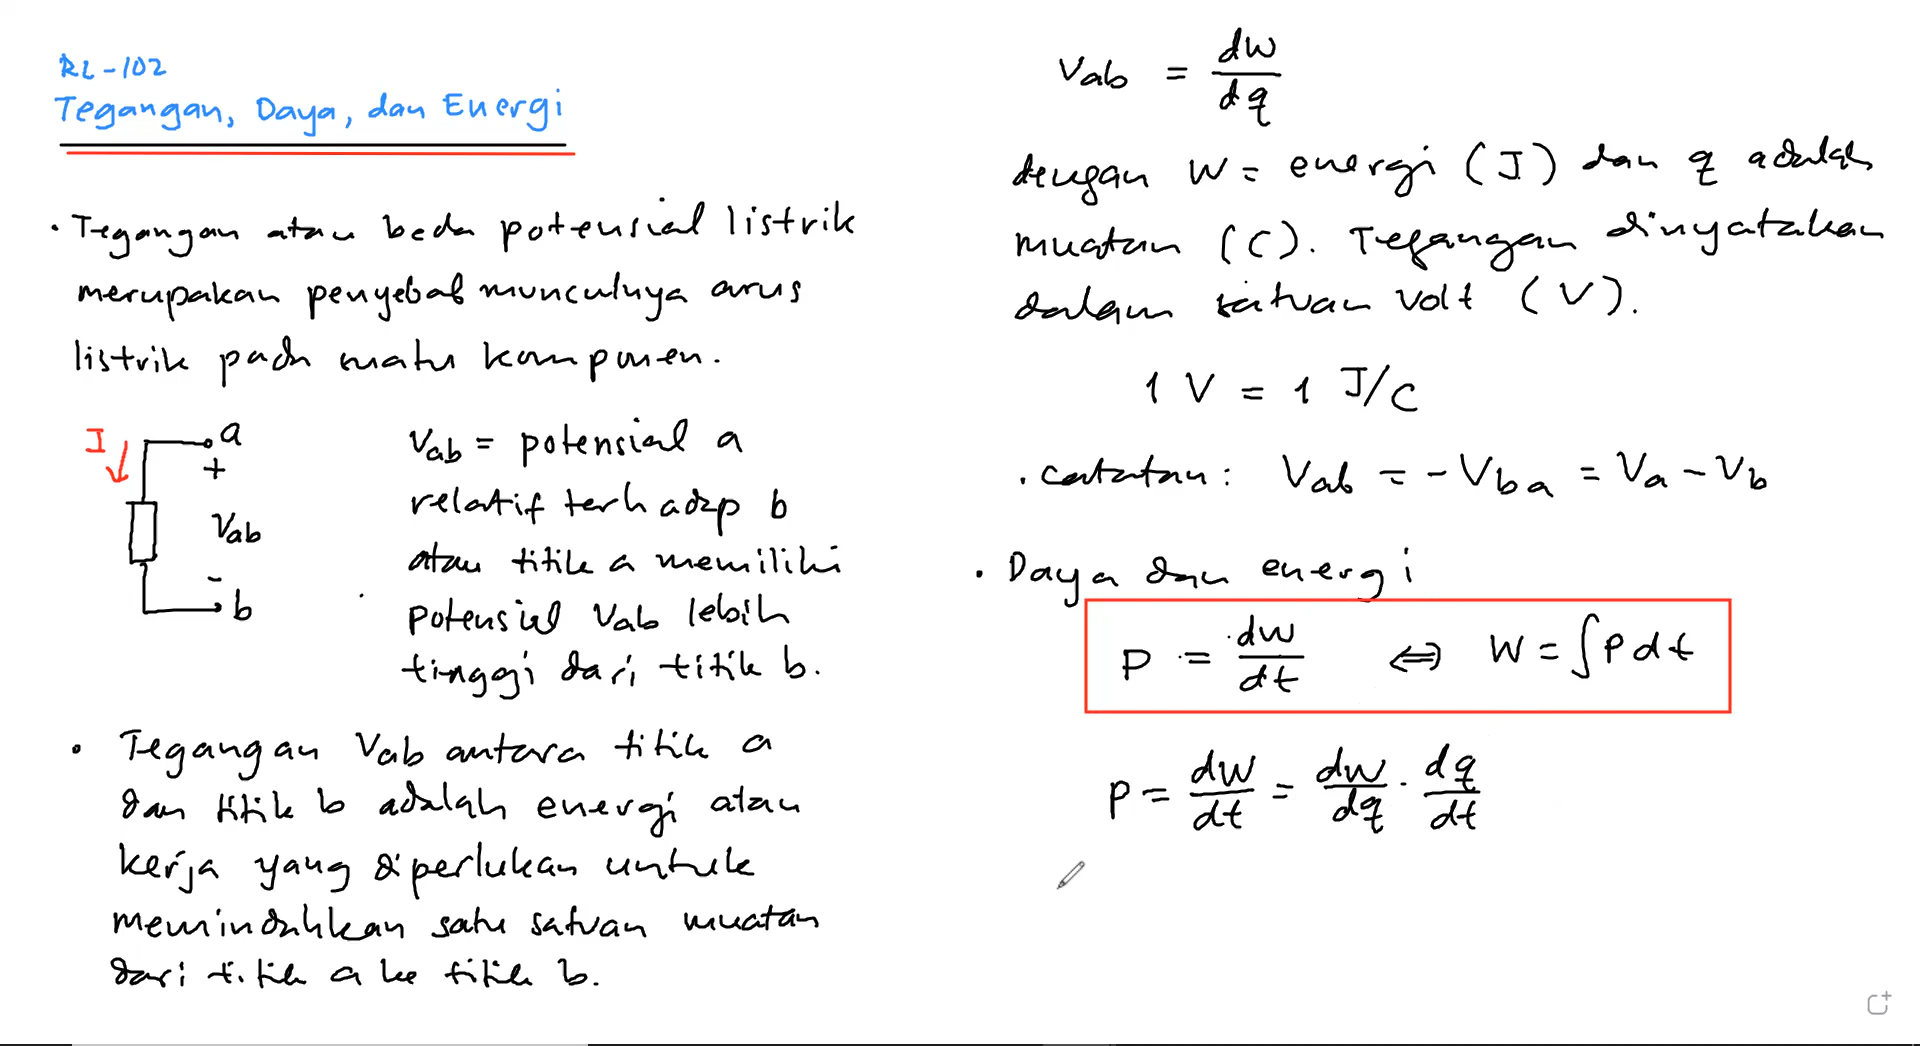 RL-102
Tegangan, Daya, dan Energi
• Tegangan atau beda potensial listrik
merupakan penyebab munculnya arus
listrik pada suatu komponen.
I
a
+
Vab
-
b
Vab = potensial a
relatif terhadap b
atau titik a memiliki
potensial Vab lebih
tinggi dari titik b.
• Tegangan Vab antara titik a
dan titik b adalah energi atau
kerja yang diperlukan untuk
memindahkan satu satuan muatan
dari titik a ke titik b.
Vab = dw/dq
dengan W = energi (J) dan q adalah
muatan (C). Tegangan dinyatakan
dalam satuan volt (V).
1 V = 1 J/C
• catatan: Vab = -Vba = Va - Vb
• Daya dan energi
P = dw/dt ⇔ W = ∫ P dt
P = dw/dt = dw/dq · dq/dt